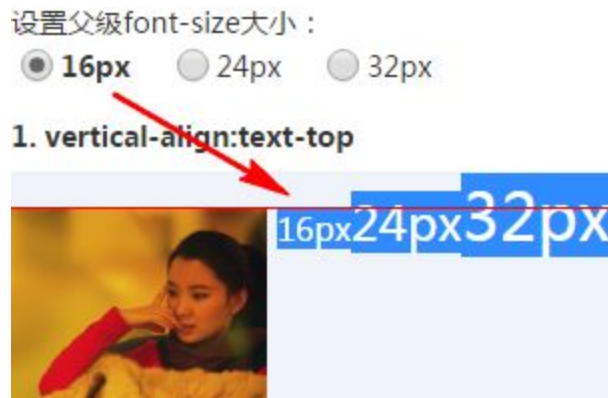 设置父级font-size大小：
16px 24px 32px
1. vertical-align:text-top
16px24px32px